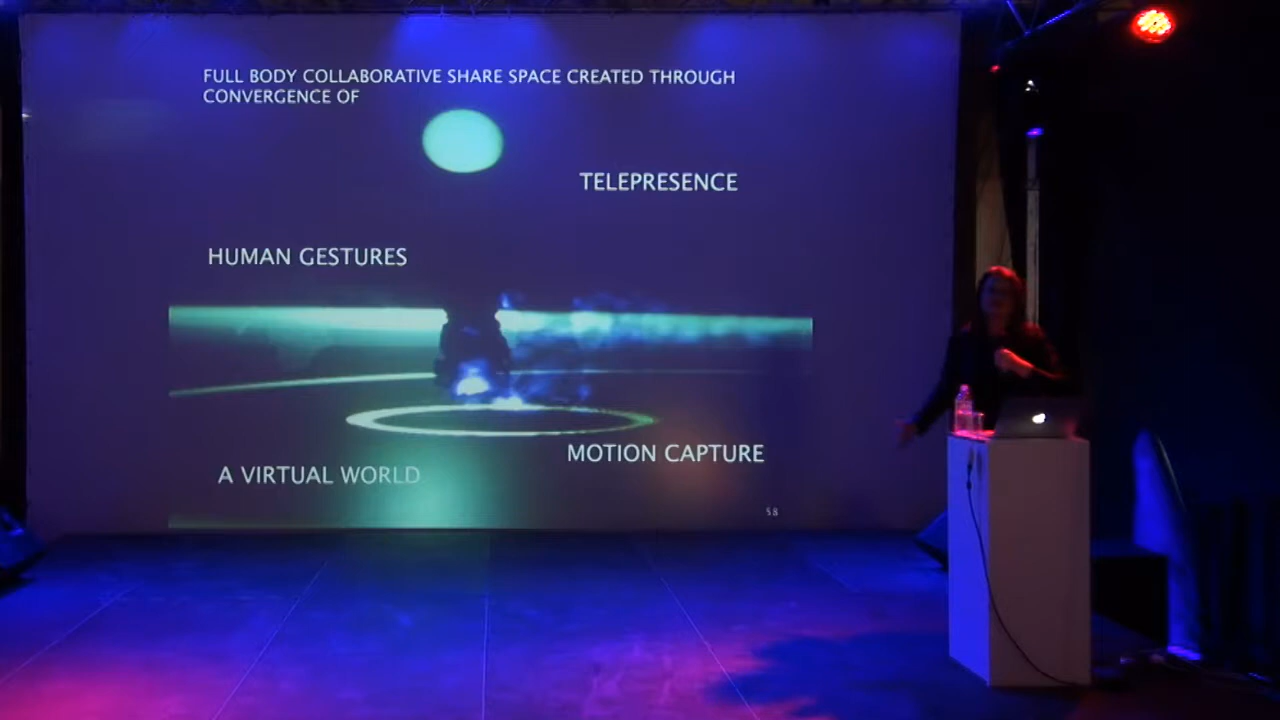 FULL BODY COLLABORATIVE SHARE SPACE CREATED THROUGH
CONVERGENCE OF
TELEPRESENCE
HUMAN GESTURES
MOTION CAPTURE
A VIRTUAL WORLD
58